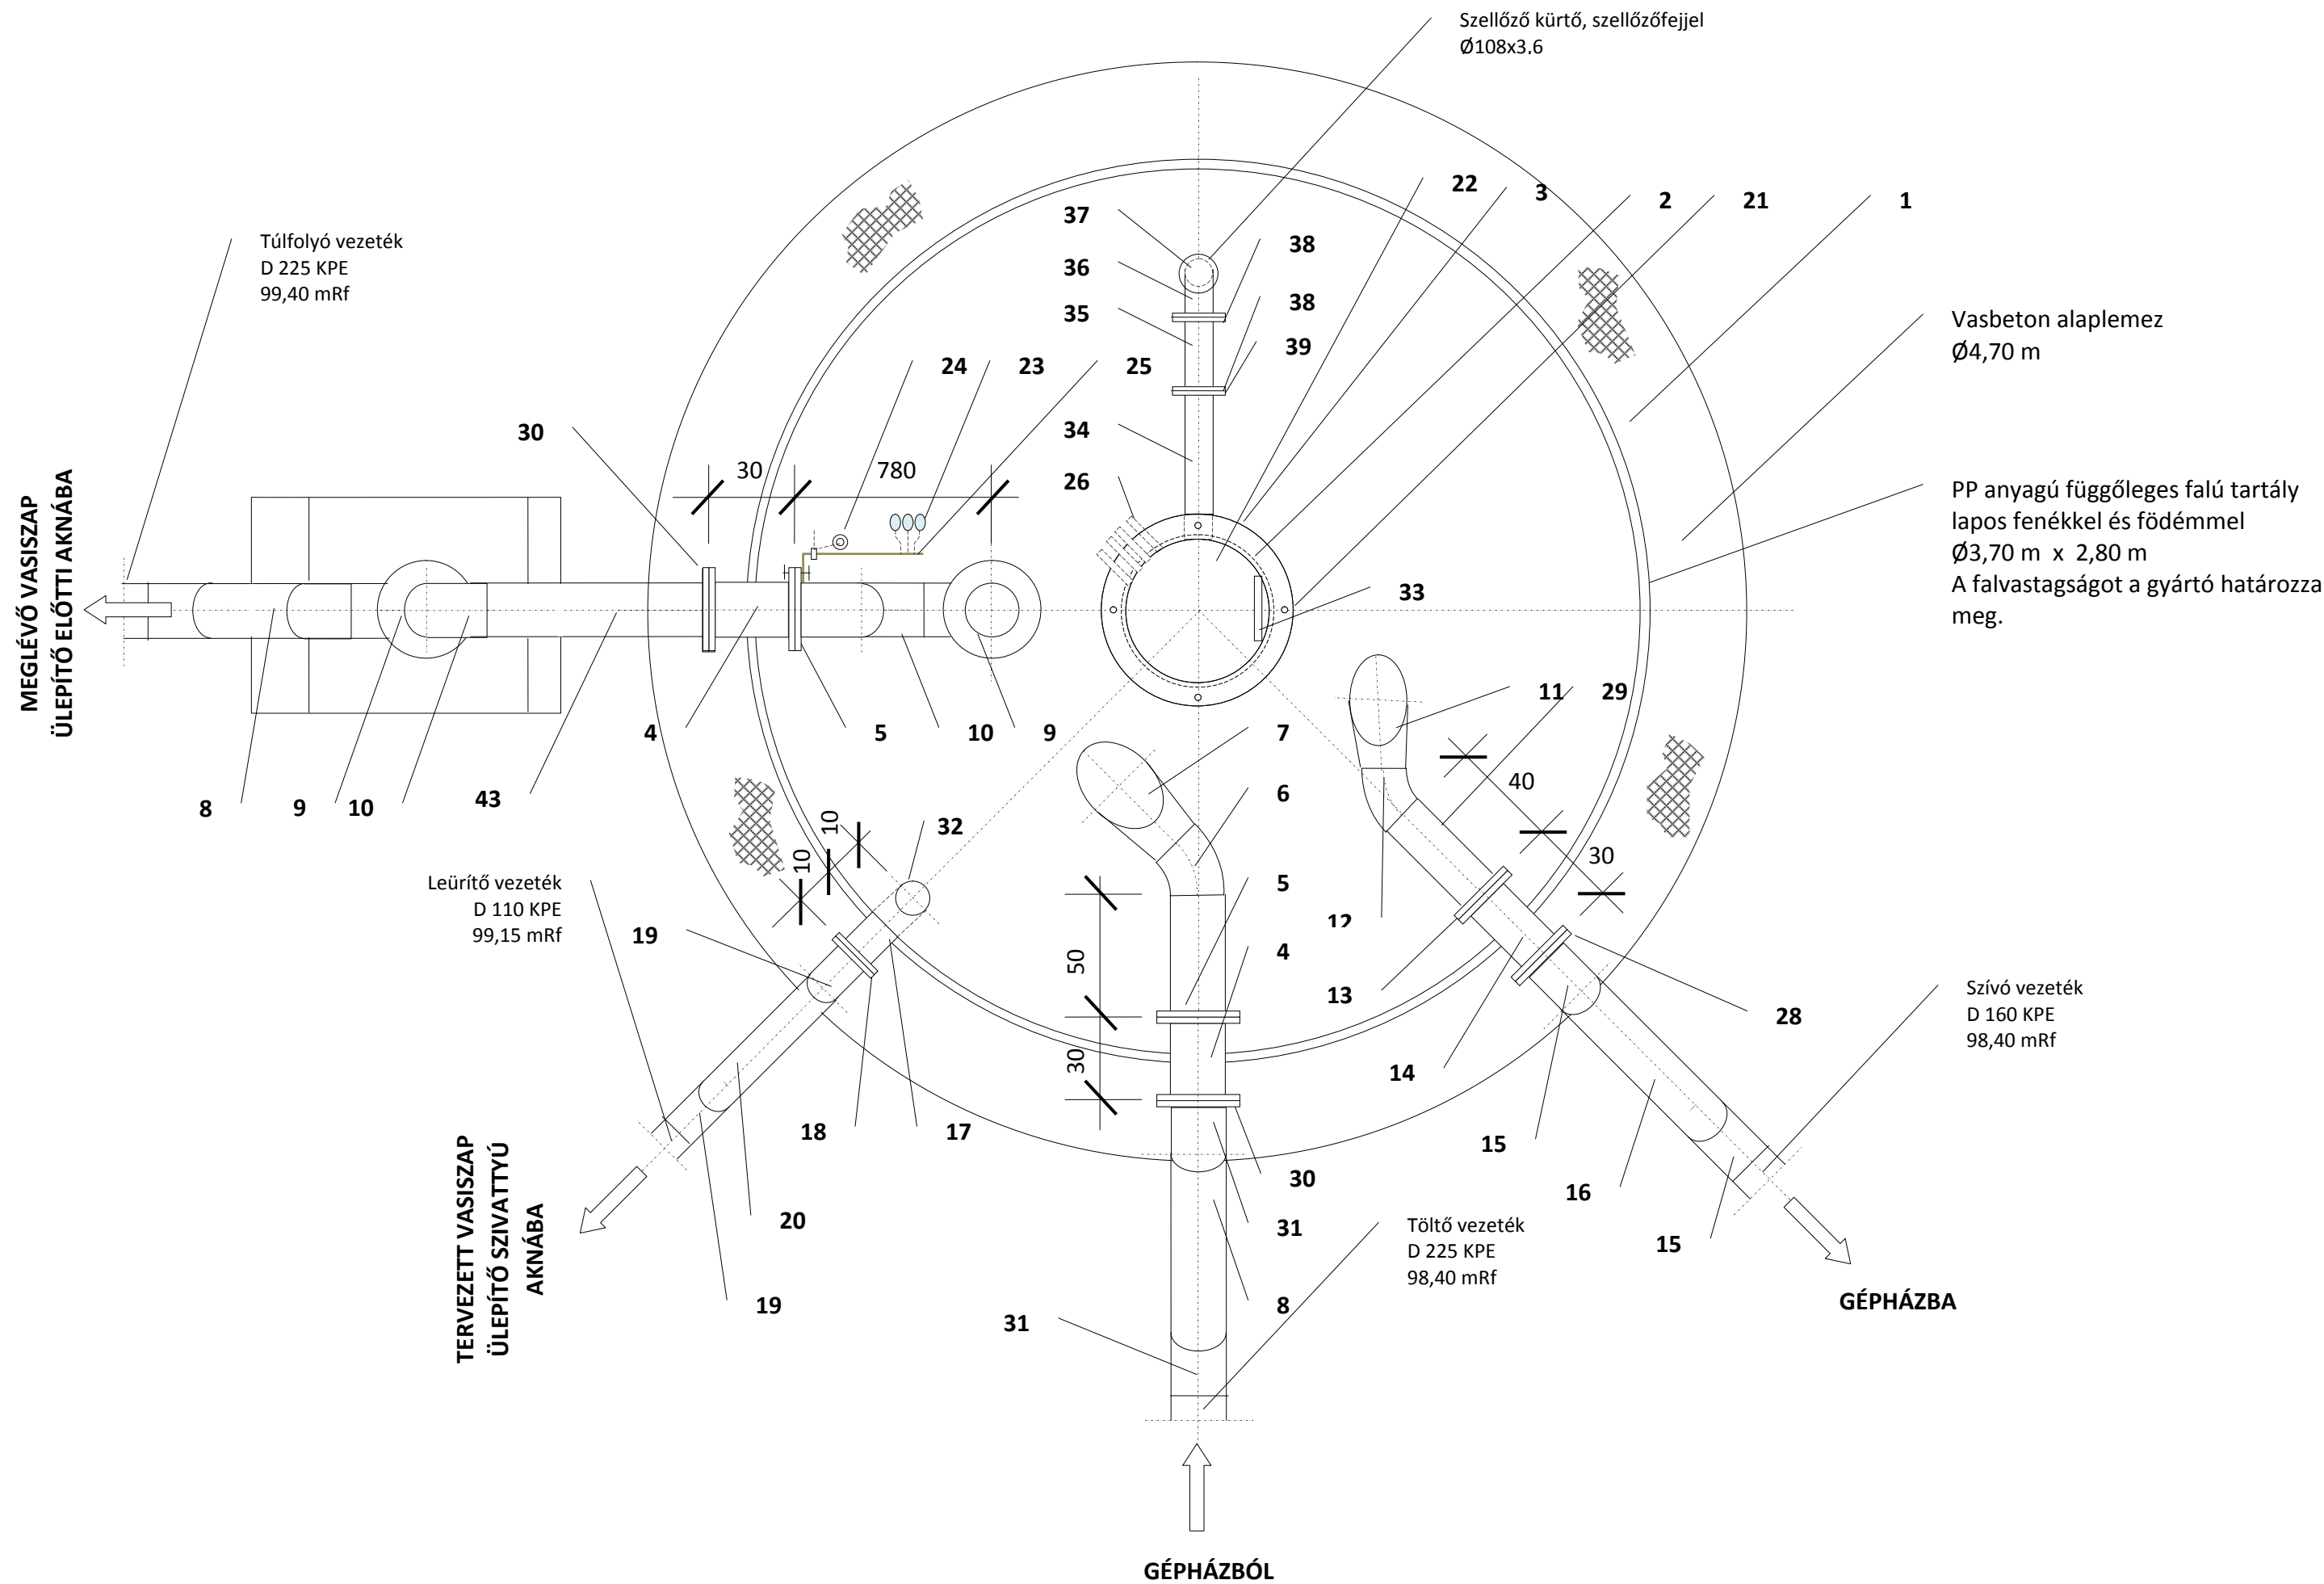 Szellőző kürtő, szellőzőfejjel
Ø108x3,6
22
3
2
21
1
37
38
36
38
35
39
34
26
33
Túlfolyó vezeték
D 225 KPE
99,40 mRf
Vasbeton alaplemez
Ø4,70 m
PP anyagú függőleges falú tartály
lapos fenékkel és födémmel
Ø3,70 m x 2,80 m
A falvastagságot a gyártó határozza
meg.
24
23
25
30
30
780
MEGLÉVŐ VASISZAP
ÜLEPÍTŐ ELŐTTI AKNÁBA
4
5
10
9
8
9
10
43
11
29
7
6
40
30
10
10
32
Leürítő vezeték
D 110 KPE
99,15 mRf
19
5
12
4
50
13
30
14
28
Szívó vezeték
D 160 KPE
98,40 mRf
18
17
15
30
16
20
31
15
TERVEZETT VASISZAP
ÜLEPÍTŐ SZIVATTYÚ
AKNÁBA
19
Töltő vezeték
D 225 KPE
98,40 mRf
8
31
GÉPHÁZBA
GÉPHÁZBÓL